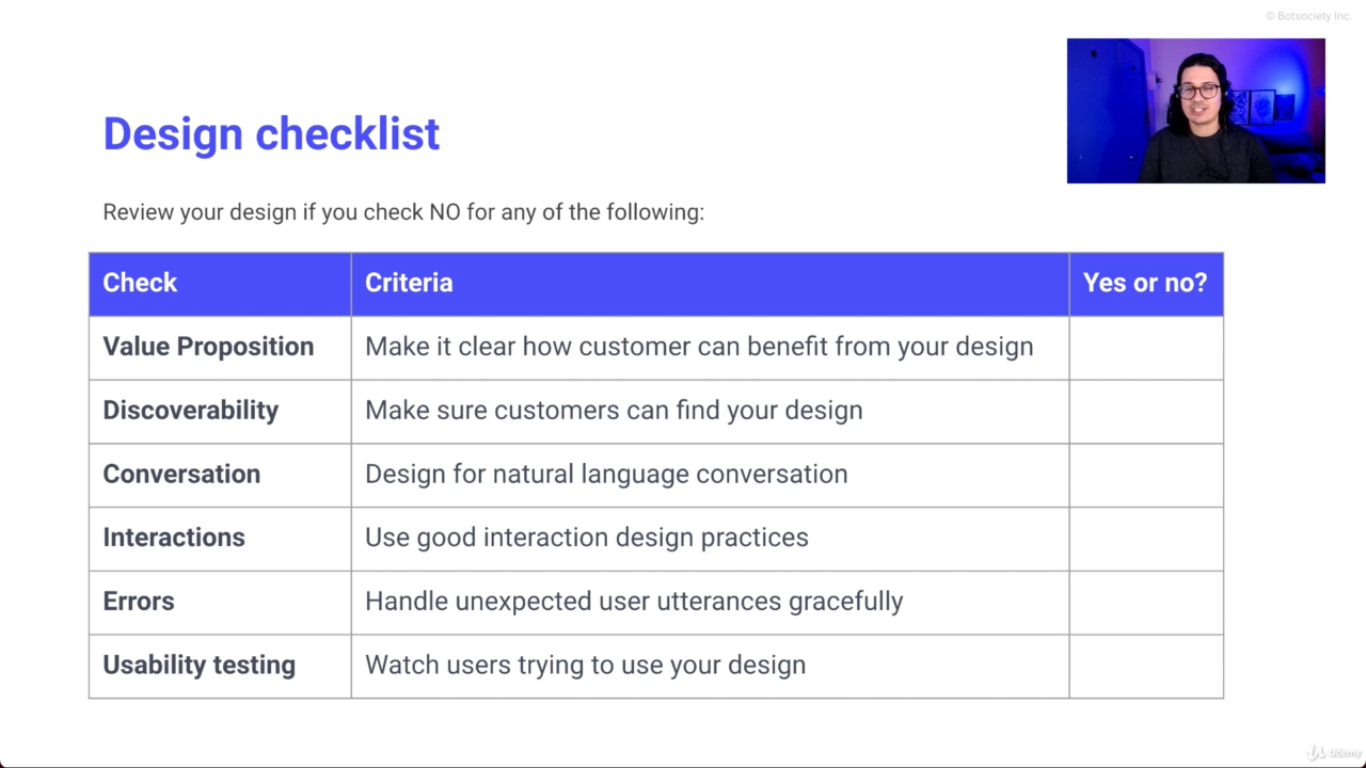 © Botsociety Inc.
Design checklist
Review your design if you check NO for any of the following:
Check Criteria Yes or no?
Value Proposition Make it clear how customer can benefit from your design
Discoverability Make sure customers can find your design
Conversation Design for natural language conversation
Interactions Use good interaction design practices
Errors Handle unexpected user utterances gracefully
Usability testing Watch users trying to use your design
Udemy